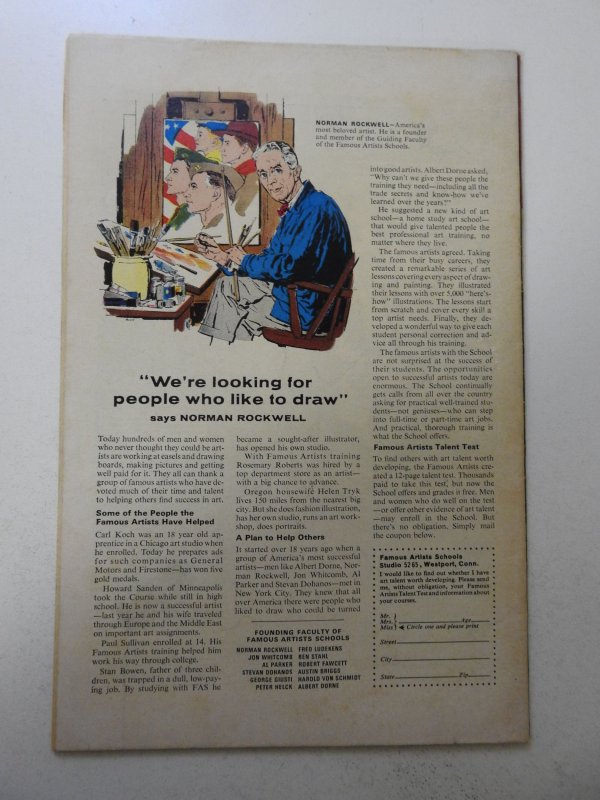 NORMAN ROCKWELL—America's
most beloved artist. He is a founder
and member of the Guiding Faculty
of the Famous Artists Schools.
"We're looking for
people who like to draw"
says NORMAN ROCKWELL
Today hundreds of men and women
who never thought they could be art-
ists are working at easels and drawing
boards, making pictures and getting
well paid for it. They all can thank a
group of famous artists who have de-
voted much of their time and talent
to helping others find success in art.
Some of the People the
Famous Artists Have Helped
Carl Koch was an 18 year old ap-
prentice in a Chicago art studio when
he enrolled. Today he prepares ads
for such companies as General
Motors and Firestone—has won five
gold medals.
Howard Sanden of Minneapolis
took the Course while still in high
school. He is now a successful artist
—last year he and his wife traveled
through Europe and the Middle East
on important art assignments.
Paul Sullivan enrolled at 14. His
Famous Artists training helped him
work his way through college.
Stan Bowen, father of three chil-
dren, was trapped in a dull, low-pay-
ing job. By studying with FAS he
became a sought-after illustrator,
has opened his own studio.
With Famous Artists training
Rosemary Roberts was hired by a
top department store as an artist—
with a big chance to advance.
Oregon housewife Helen Tryk
lives 150 miles from the nearest big
city. But she does fashion illustration,
has her own studio, runs an art work-
shop, does portraits.
A Plan to Help Others
It started over 18 years ago when a
group of America's most successful
artists—men like Albert Dorne, Nor-
man Rockwell, Jon Whitcomb, Al
Parker and Stevan Dohanos—met in
New York City. They knew that all
over America there were people who
liked to draw who could be turned
FOUNDING FACULTY OF
FAMOUS ARTISTS SCHOOLS
NORMAN ROCKWELL FRED LUDEKENS
JON WHITCOMB BEN STAHL
AL PARKER ROBERT FAWCETT
STEVAN DOHANOS AUSTIN BRIGGS
GEORGE GIUSTI HAROLD VON SCHMIDT
PETER HELCK ALBERT DORNE
into good artists. Albert Dorne asked,
"Why can't we give these people the
training they need—including all the
trade secrets and know-how we've
learned over the years?"
He suggested a new kind of art
school—a home study art school—
that would give talented people the
best professional art training, no
matter where they live.
The famous artists agreed. Taking
time from their busy careers, they
created a remarkable series of art
lessons covering every aspect of draw-
ing and painting. They illustrated
their lessons with over 5,000 "here's-
how" illustrations. The lessons start
from scratch and cover every skill a
top artist needs. Finally, they de-
veloped a wonderful way to give each
student personal correction and ad-
vice all through his training.
The famous artists with the School
are not surprised at the success of
their students. The opportunities
open to successful artists today are
enormous. The School continually
gets calls from all over the country
asking for practical well-trained stu-
dents—not geniuses—who can step
into full-time or part-time art jobs.
And practical, thorough training is
what the School offers.
Famous Artists Talent Test
To find others with art talent worth
developing, the Famous Artists cre-
ated a 12-page talent test. Thousands
paid to take this test, but now the
School offers and grades it free. Men
and women who do well on the test
—or offer other evidence of art talent
—may enroll in the School. But
there's no obligation. Simply mail
the coupon below.
Famous Artists Schools
Studio 5265, Westport, Conn.
I would like to find out whether I have
art talent worth developing. Please send
me, without obligation, your Famous
Artists Talent Test and information about
your courses.
Mr.
Mrs. Age
Miss Circle one and please print
Street
City
State Zip